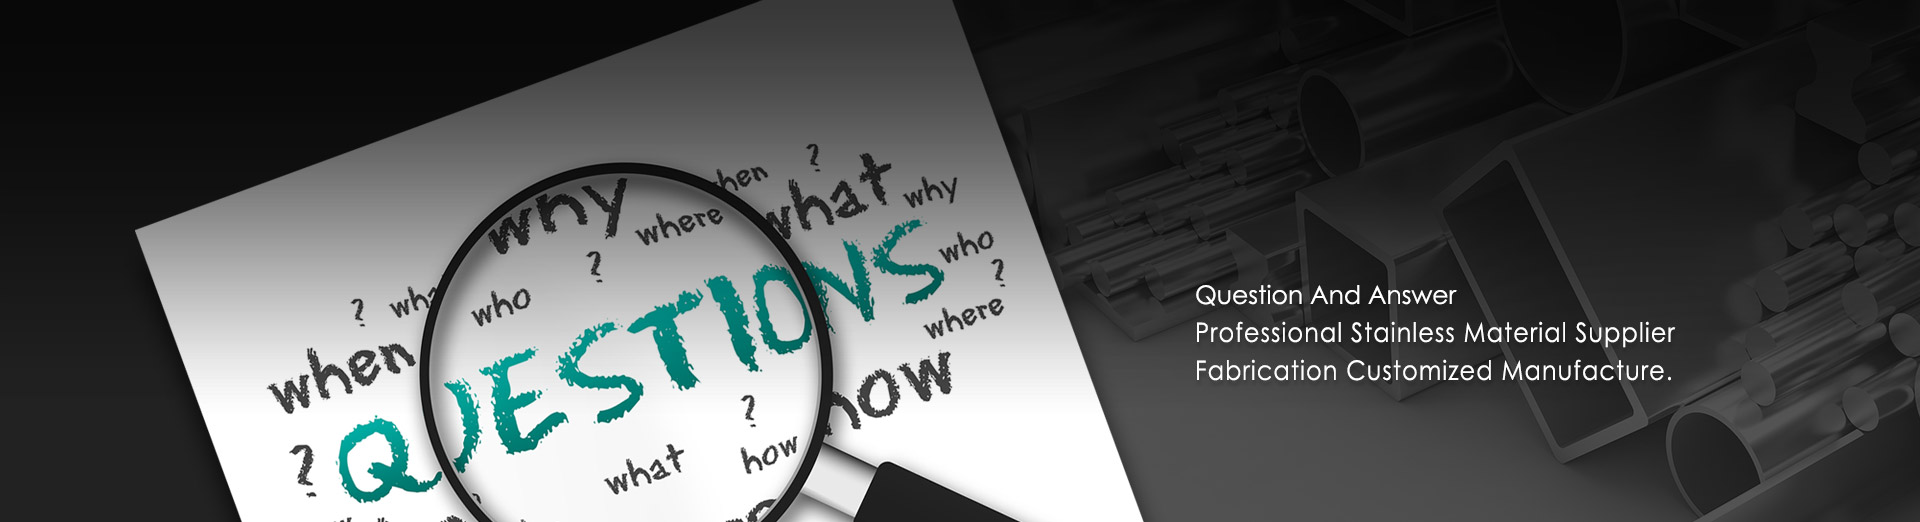 why
when
what
?
where
why
?
who
QUESTIONS
who
?
?
where
when
how
?
?
what
how
Question And Answer
Professional Stainless Material Supplier
Fabrication Customized Manufacture.